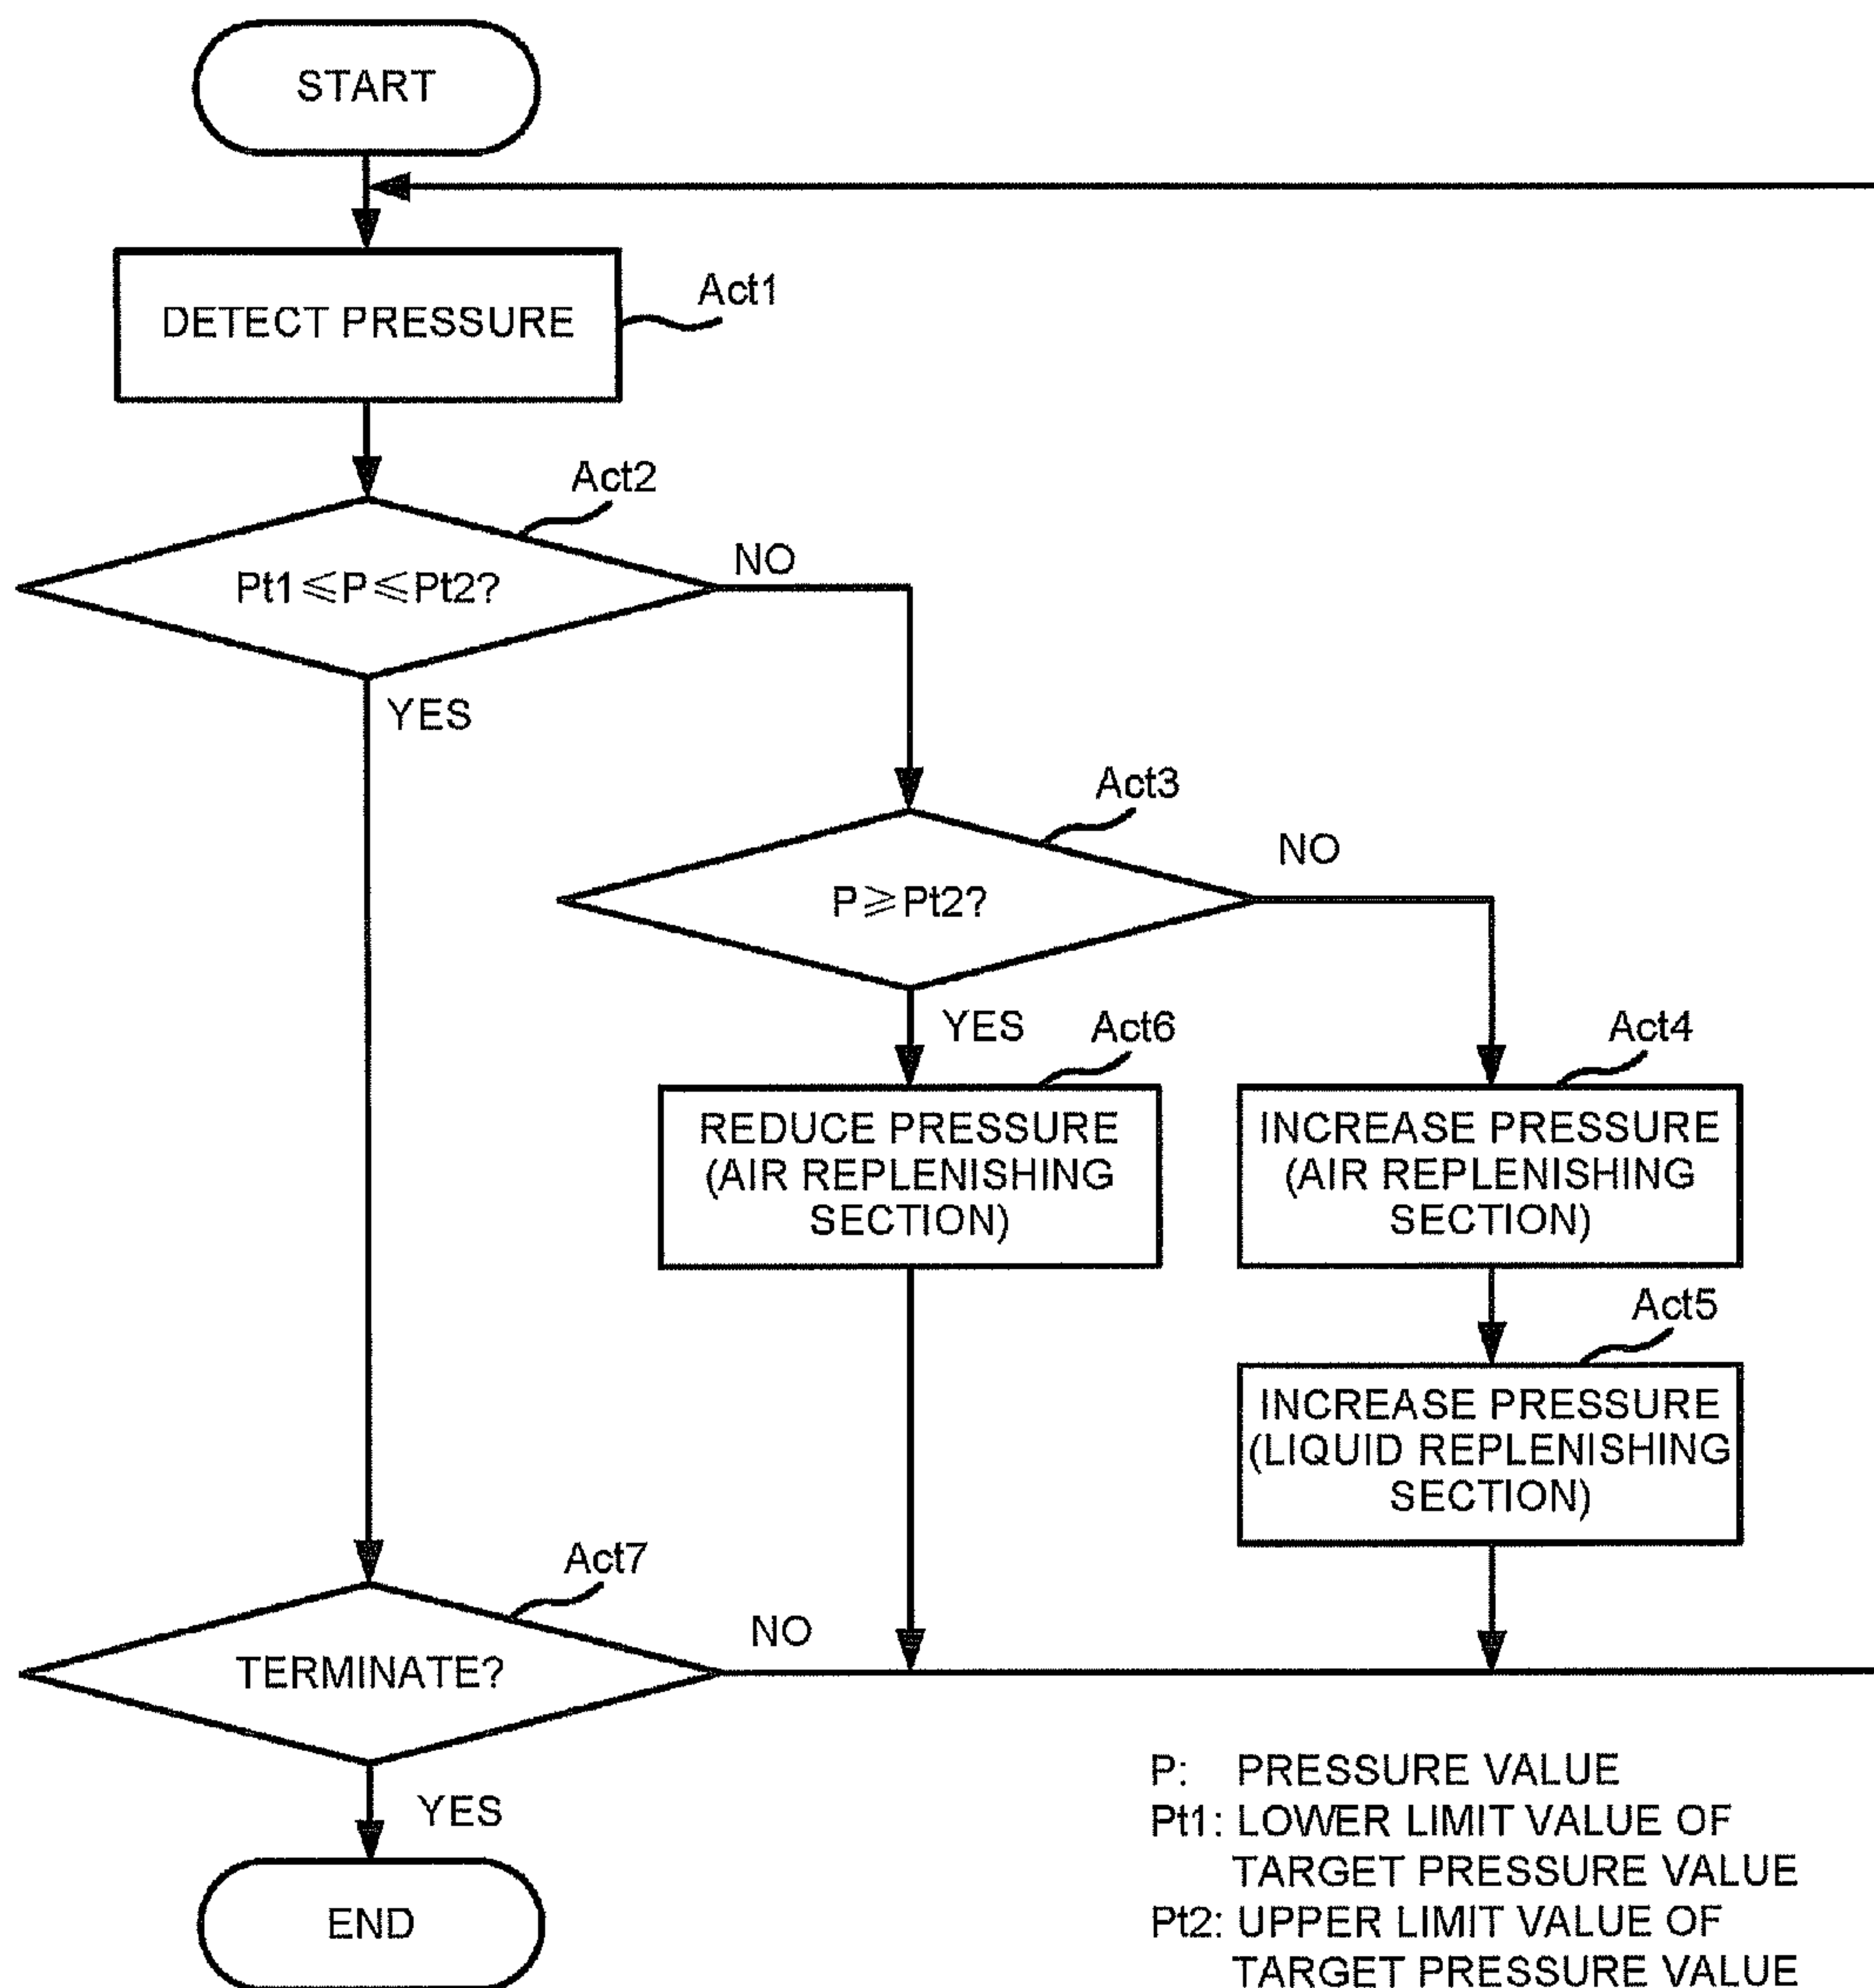 START
DETECT PRESSURE
Act1
Act2
Pt1≦P≦Pt2?
NO
YES
Act3
P≧Pt2?
NO
YES
Act6
REDUCE PRESSURE
(AIR REPLENISHING
SECTION)
Act4
INCREASE PRESSURE
(AIR REPLENISHING
SECTION)
Act5
INCREASE PRESSURE
(LIQUID REPLENISHING
SECTION)
Act7
TERMINATE?
NO
YES
END
P: PRESSURE VALUE
Pt1: LOWER LIMIT VALUE OF
TARGET PRESSURE VALUE
Pt2: UPPER LIMIT VALUE OF
TARGET PRESSURE VALUE